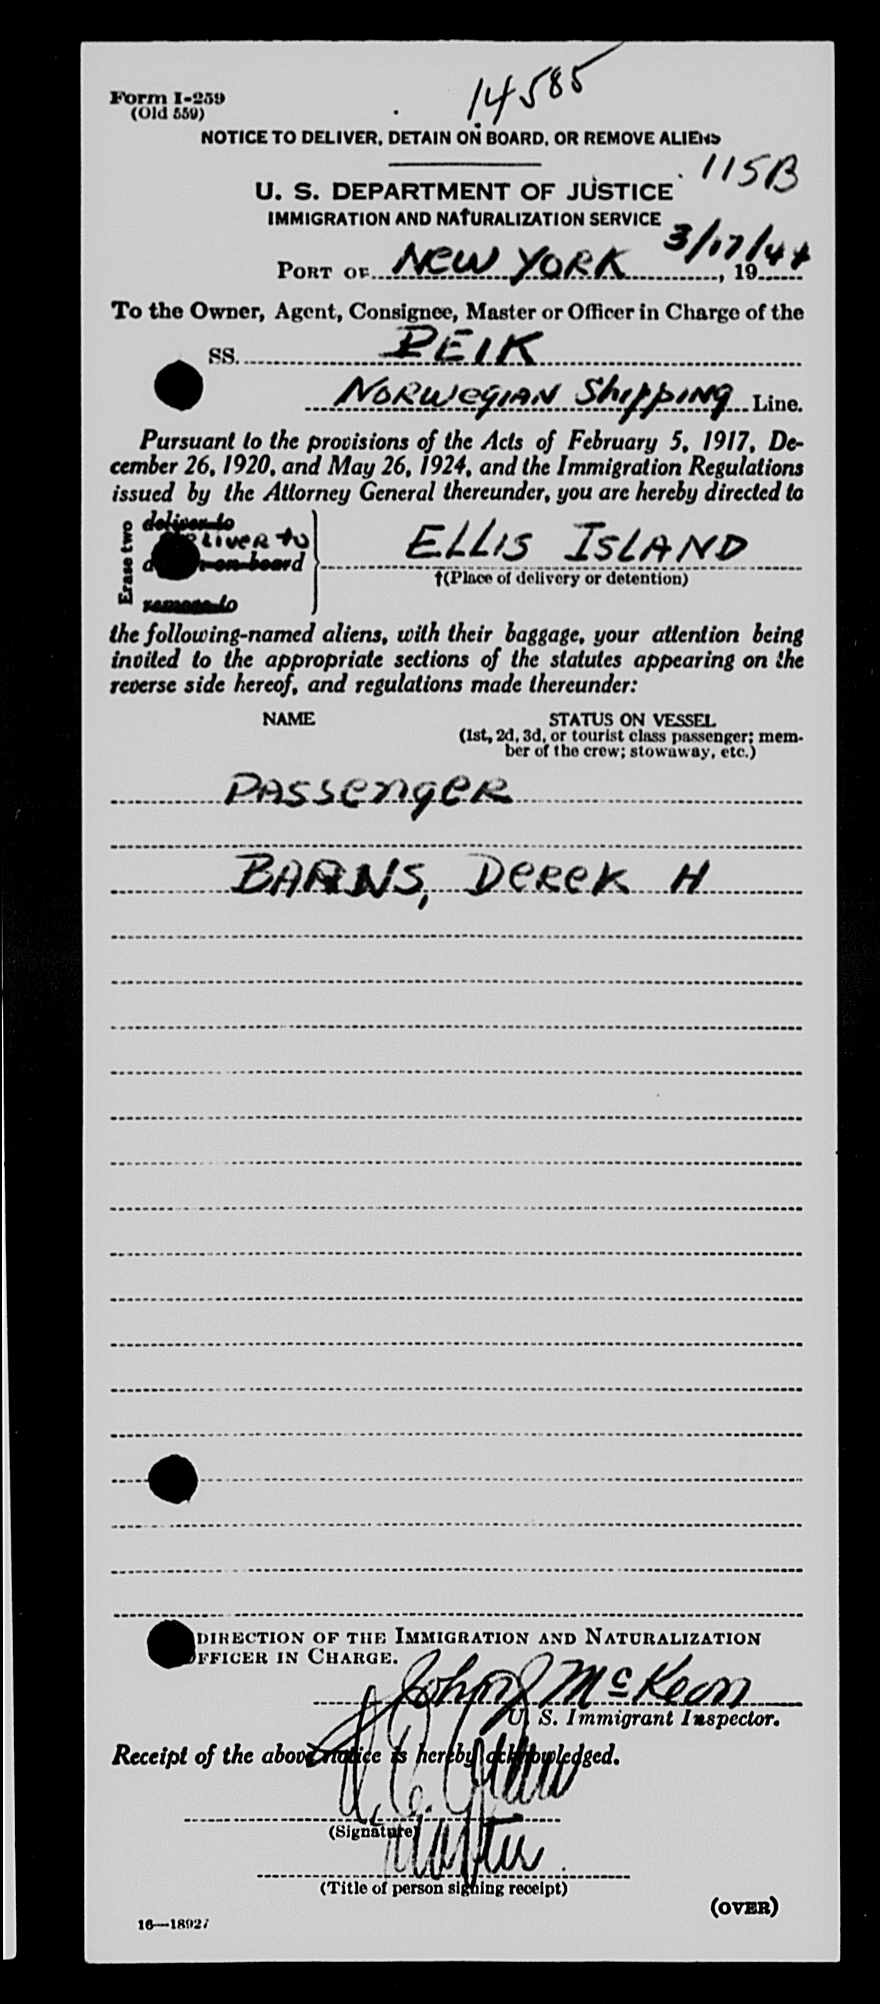 14585
Form I-259
(Old 559)
NOTICE TO DELIVER, DETAIN ON BOARD, OR REMOVE ALIENS
115B
U. S. DEPARTMENT OF JUSTICE
IMMIGRATION AND NATURALIZATION SERVICE
PORT OF NEW YORK 3/17/44, 19
To the Owner, Agent, Consignee, Master or Officer in Charge of the
SS. REIK
NORWEGIAN Shipping Line.
Pursuant to the provisions of the Acts of February 5, 1917, De-
cember 26, 1920, and May 26, 1924, and the Immigration Regulations
issued by the Attorney General thereunder, you are hereby directed to
Erase two
deliver to
LIVER to
on board
remove to
ELLIS ISLAND
†(Place of delivery or detention)
the following-named aliens, with their baggage, your attention being
invited to the appropriate sections of the statutes appearing on the
reverse side hereof, and regulations made thereunder:
NAME STATUS ON VESSEL
(1st, 2d, 3d, or tourist class passenger; mem-
ber of the crew; stowaway, etc.)
PASSENGER
BARNS, DEREK H
DIRECTION OF THE IMMIGRATION AND NATURALIZATION
OFFICER IN CHARGE.
John J McKeon
U. S. Immigrant Inspector.
Receipt of the above notice is hereby acknowledged.
(Signature)
Master
(Title of person signing receipt)
(OVER)
16—18927